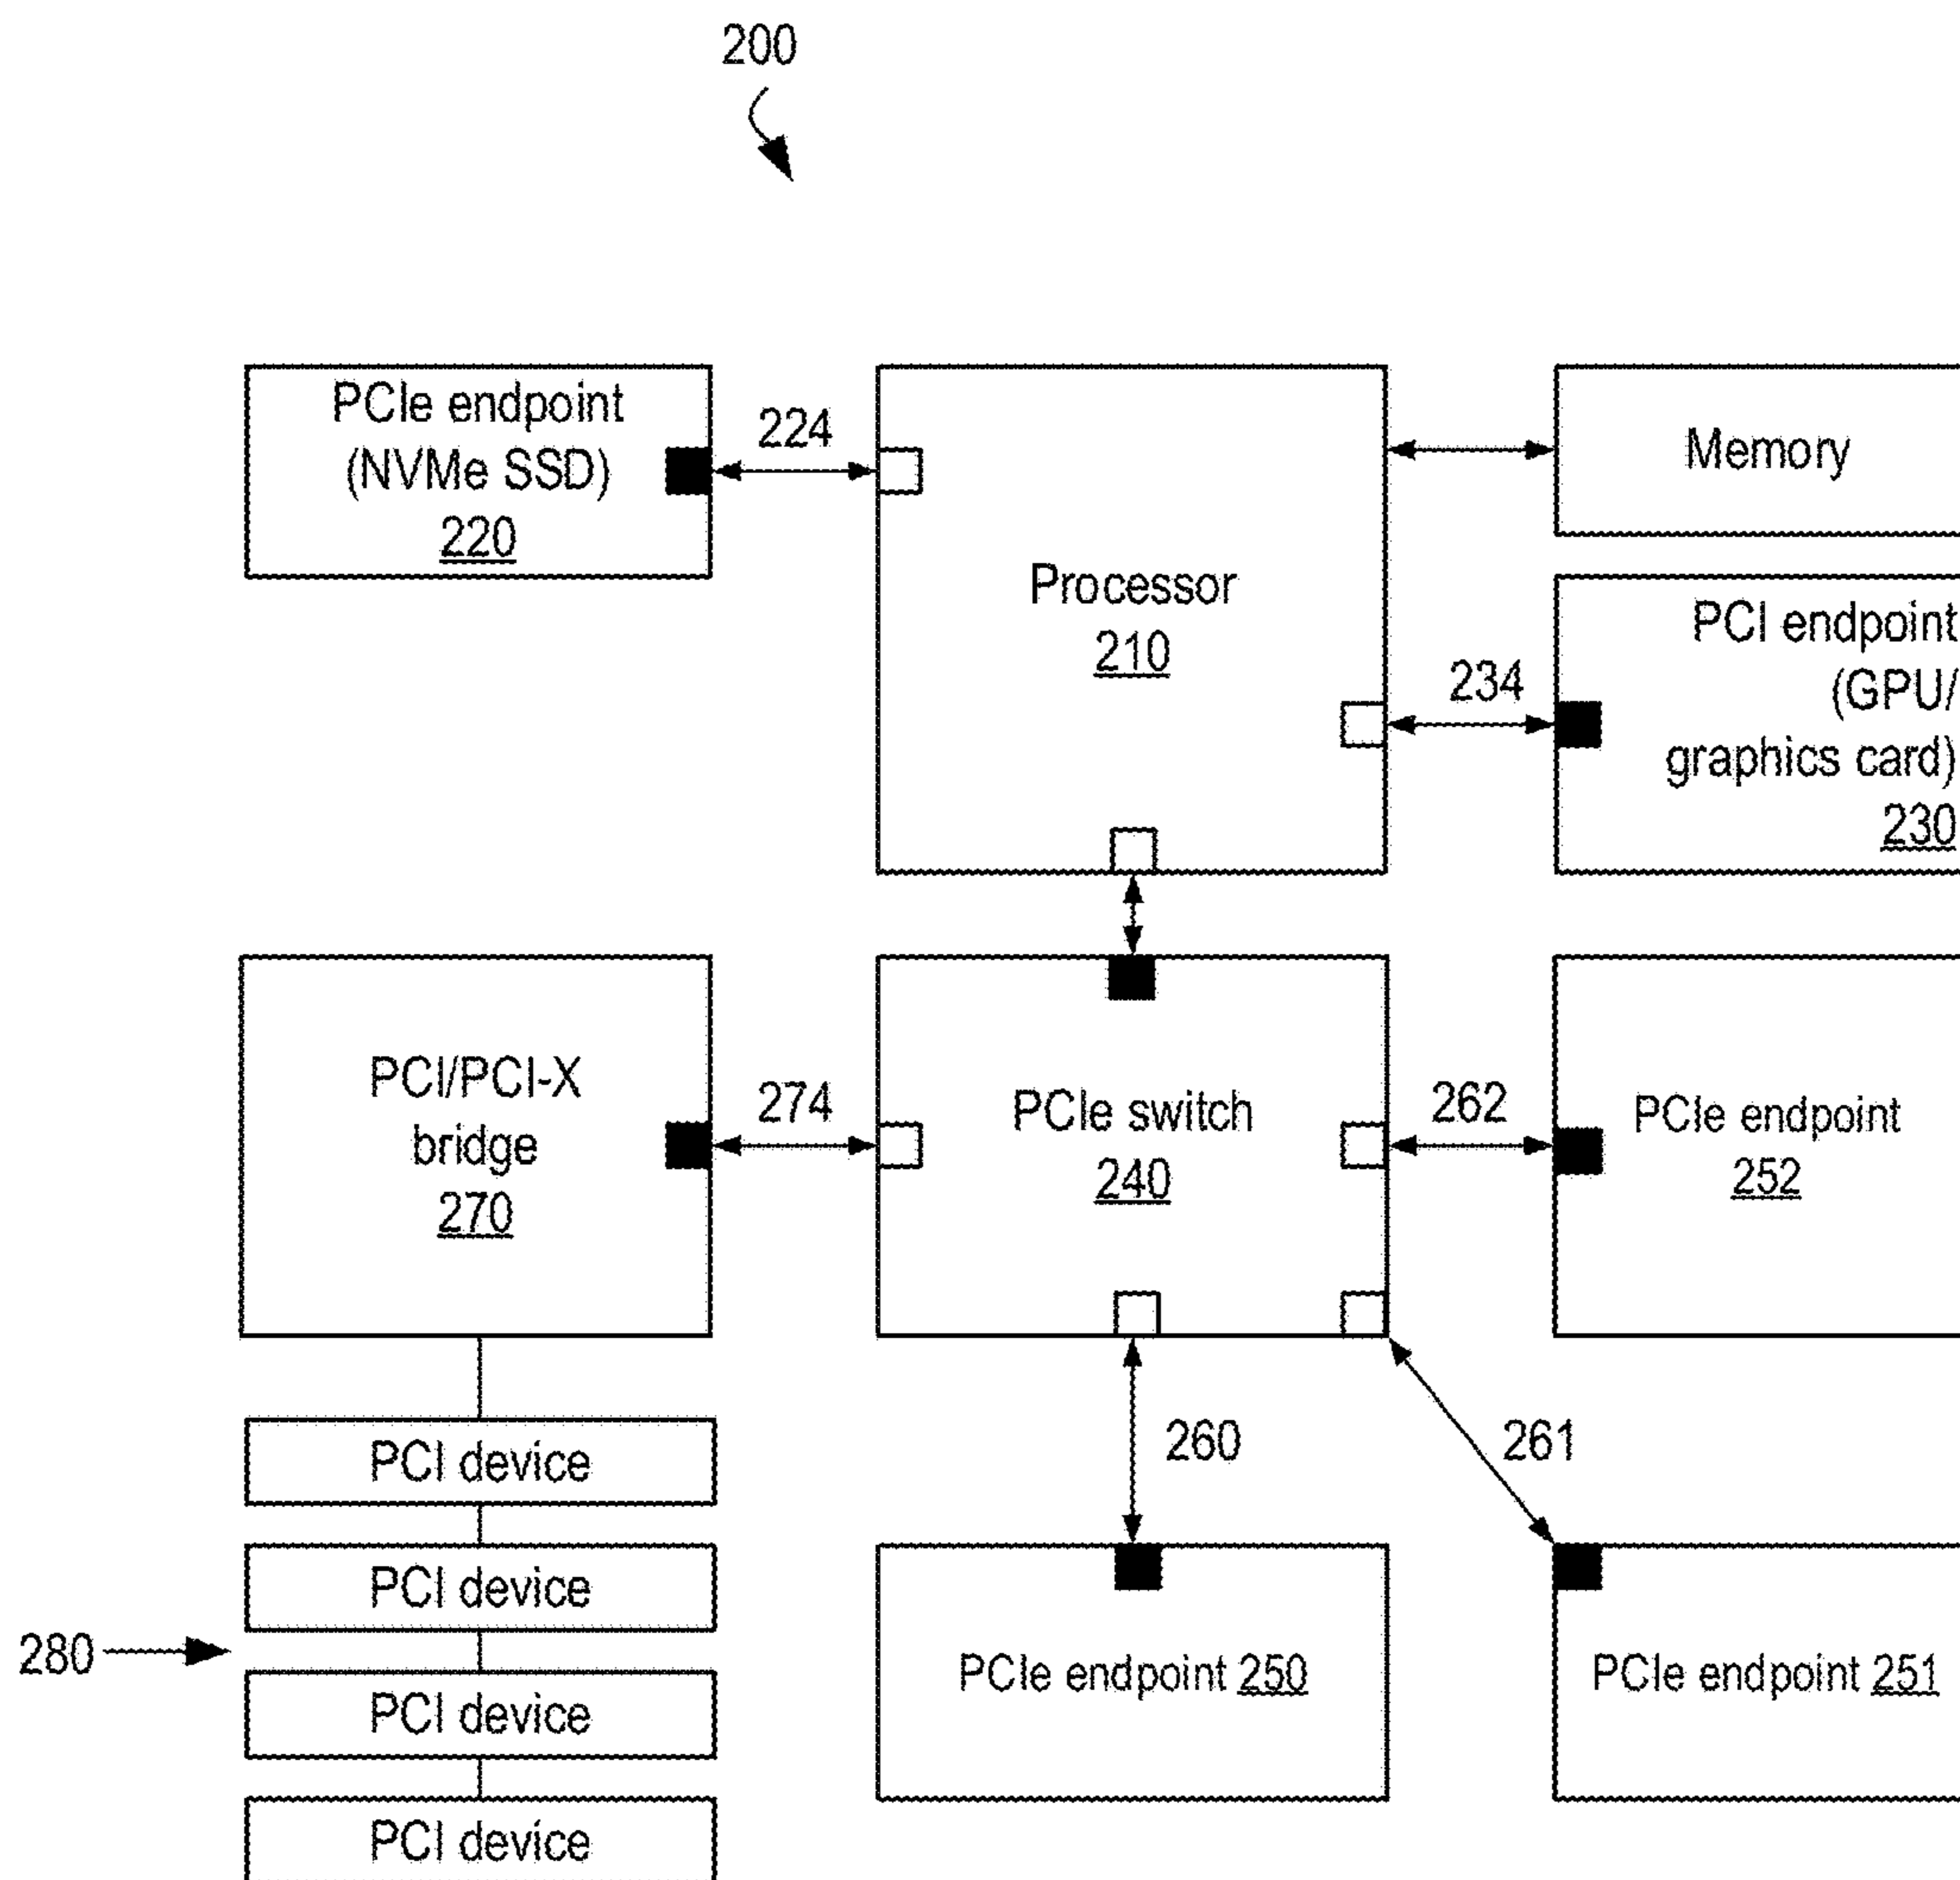 200
PCIe endpoint
(NVMe SSD)
220
224
Processor
210
Memory
234
PCI endpoint
(GPU/
graphics card)
230
PCI/PCI-X
bridge
270
274
PCIe switch
240
262
PCIe endpoint
252
260
261
PCI device
PCI device
PCI device
PCI device
280
PCIe endpoint 250
PCIe endpoint 251